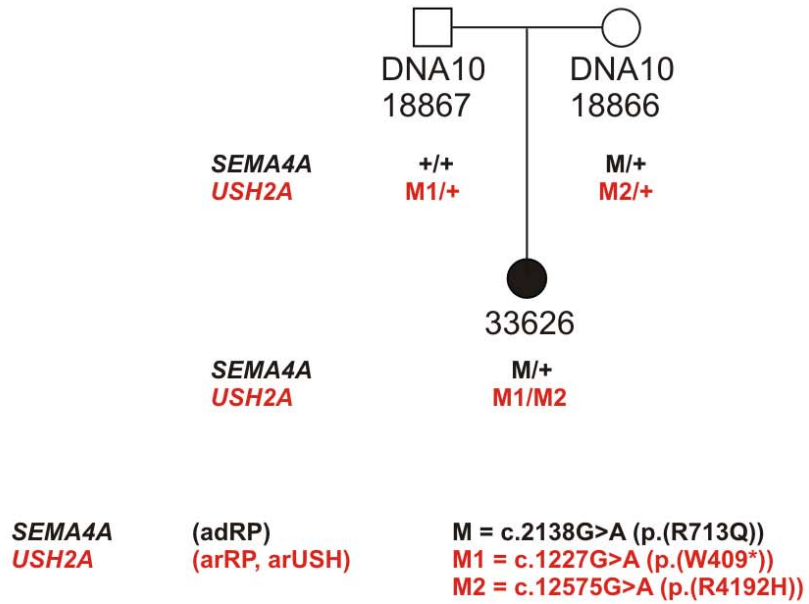 DNA10 DNA10
18867 18866
SEMA4A +/+ M/+
USH2A M1/+ M2/+
33626
SEMA4A M/+
USH2A M1/M2
SEMA4A (adRP) M = c.2138G>A (p.(R713Q))
USH2A (arRP, arUSH) M1 = c.1227G>A (p.(W409*))
M2 = c.12575G>A (p.(R4192H))